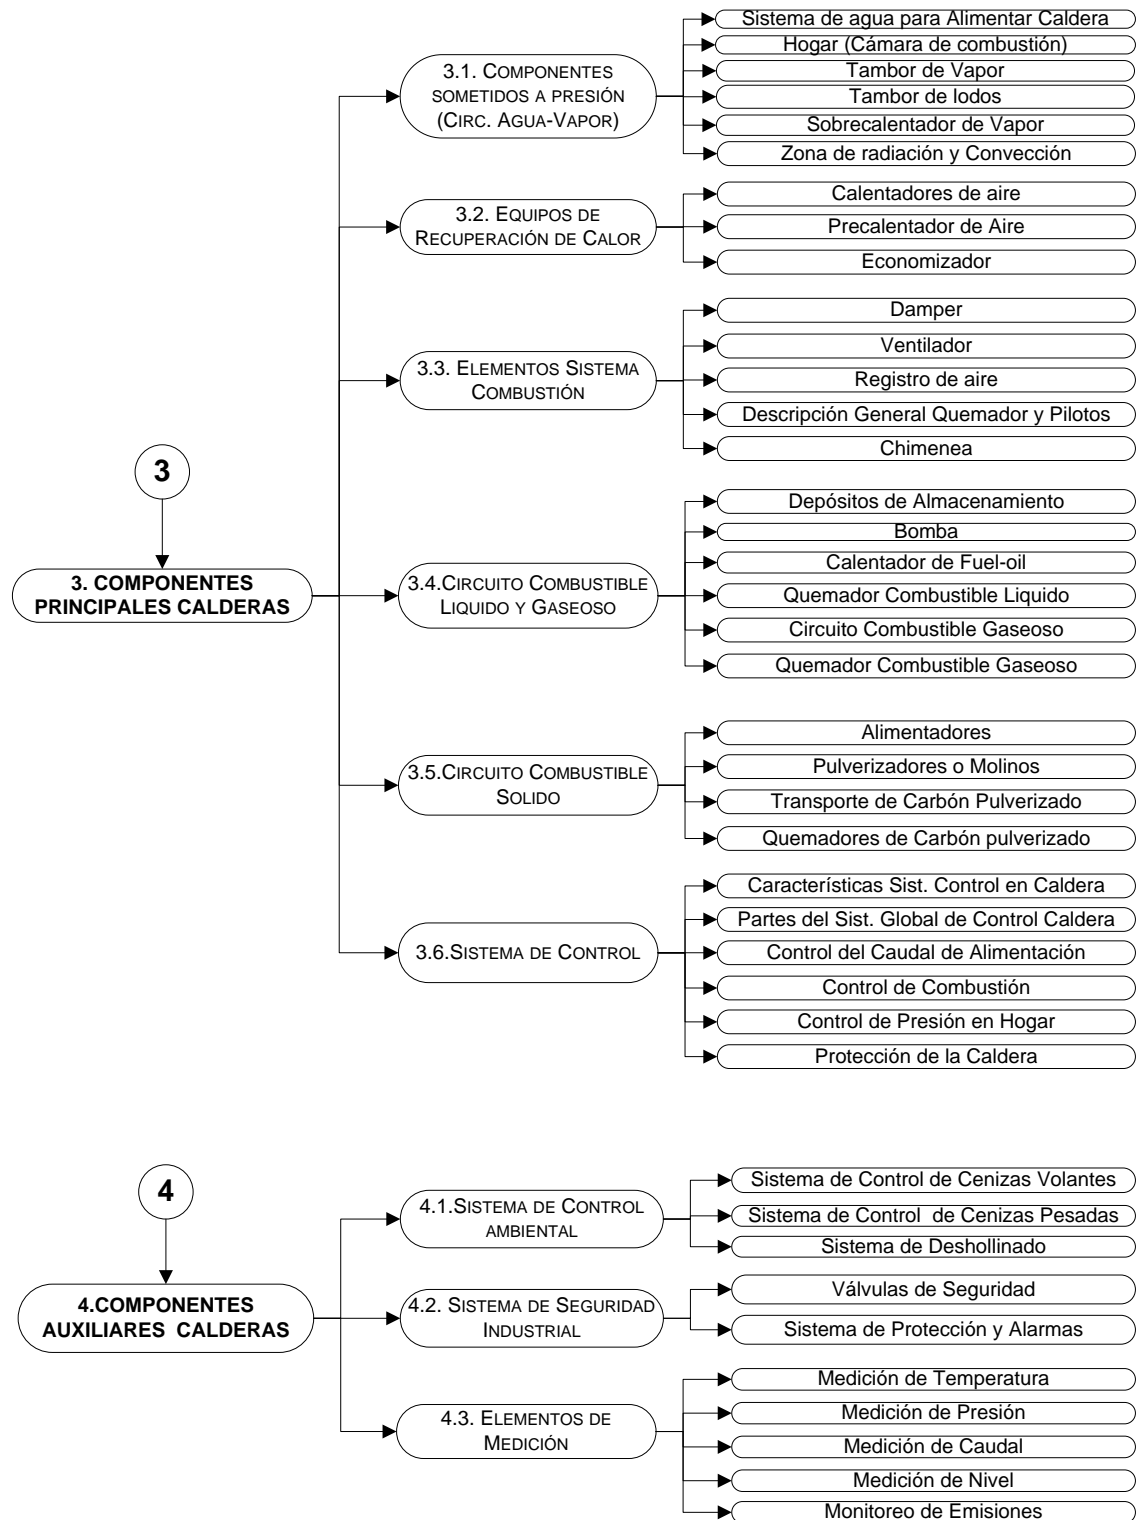 3
3. COMPONENTES
PRINCIPALES CALDERAS
3.1. COMPONENTES
SOMETIDOS A PRESIÓN
(CIRC. AGUA-VAPOR)
Sistema de agua para Alimentar Caldera
Hogar (Cámara de combustión)
Tambor de Vapor
Tambor de lodos
Sobrecalentador de Vapor
Zona de radiación y Convección
3.2. EQUIPOS DE
RECUPERACIÓN DE CALOR
Calentadores de aire
Precalentador de Aire
Economizador
3.3. ELEMENTOS SISTEMA
COMBUSTIÓN
Damper
Ventilador
Registro de aire
Descripción General Quemador y Pilotos
Chimenea
3.4.CIRCUITO COMBUSTIBLE
LIQUIDO Y GASEOSO
Depósitos de Almacenamiento
Bomba
Calentador de Fuel-oil
Quemador Combustible Liquido
Circuito Combustible Gaseoso
Quemador Combustible Gaseoso
3.5.CIRCUITO COMBUSTIBLE
SOLIDO
Alimentadores
Pulverizadores o Molinos
Transporte de Carbón Pulverizado
Quemadores de Carbón pulverizado
3.6.SISTEMA DE CONTROL
Características Sist. Control en Caldera
Partes del Sist. Global de Control Caldera
Control del Caudal de Alimentación
Control de Combustión
Control de Presión en Hogar
Protección de la Caldera
4
4.COMPONENTES
AUXILIARES CALDERAS
4.1.SISTEMA DE CONTROL
AMBIENTAL
Sistema de Control de Cenizas Volantes
Sistema de Control de Cenizas Pesadas
Sistema de Deshollinado
4.2. SISTEMA DE SEGURIDAD
INDUSTRIAL
Válvulas de Seguridad
Sistema de Protección y Alarmas
4.3. ELEMENTOS DE
MEDICIÓN
Medición de Temperatura
Medición de Presión
Medición de Caudal
Medición de Nivel
Monitoreo de Emisiones